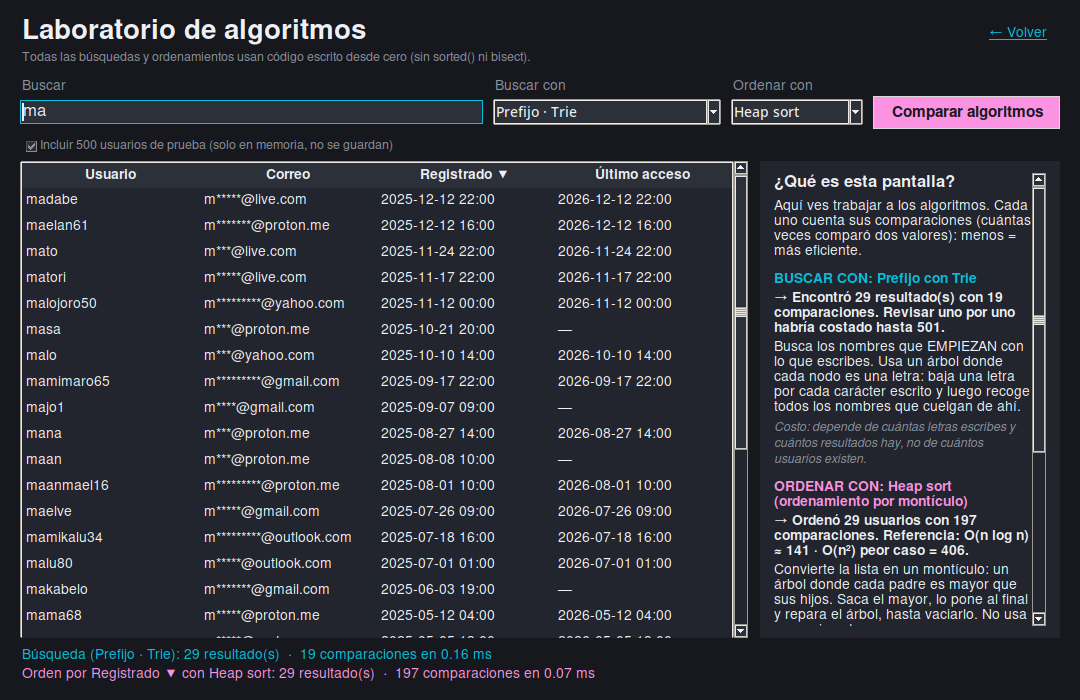 Laboratorio de algoritmos
← Volver
Todas las búsquedas y ordenamientos usan código escrito desde cero (sin sorted() ni bisect).
Buscar
Buscar con
Ordenar con
ma
Prefijo · Trie
Heap sort
Comparar algoritmos
Incluir 500 usuarios de prueba (solo en memoria, no se guardan)
Usuario Correo Registrado ▼ Último acceso
madabe m*****@live.com 2025-12-12 22:00 2026-12-12 22:00
maelan61 m*******@proton.me 2025-12-12 16:00 2026-12-12 16:00
mato m***@live.com 2025-11-24 22:00 2026-11-24 22:00
matori m*****@live.com 2025-11-17 22:00 2026-11-17 22:00
malojoro50 m*********@yahoo.com 2025-11-12 00:00 2026-11-12 00:00
masa m***@proton.me 2025-10-21 20:00 —
malo m***@yahoo.com 2025-10-10 14:00 2026-10-10 14:00
mamimaro65 m*********@gmail.com 2025-09-17 22:00 2026-09-17 22:00
majo1 m****@gmail.com 2025-09-07 09:00 —
mana m***@proton.me 2025-08-27 14:00 2026-08-27 14:00
maan m***@proton.me 2025-08-08 10:00 —
maanmael16 m*********@proton.me 2025-08-01 10:00 2026-08-01 10:00
maelve m*****@gmail.com 2025-07-26 09:00 2026-07-26 09:00
mamikalu34 m*********@outlook.com 2025-07-18 16:00 2026-07-18 16:00
malu80 m*****@outlook.com 2025-07-01 01:00 2026-07-01 01:00
makabelo m*******@gmail.com 2025-06-03 19:00 —
mama68 m*****@proton.me 2025-05-12 04:00 2026-05-12 04:00
¿Qué es esta pantalla?
Aquí ves trabajar a los algoritmos. Cada
uno cuenta sus comparaciones (cuántas
veces comparó dos valores): menos =
más eficiente.
BUSCAR CON: Prefijo con Trie
→ Encontró 29 resultado(s) con 19
comparaciones. Revisar uno por uno
habría costado hasta 501.
Busca los nombres que EMPIEZAN con
lo que escribes. Usa un árbol donde
cada nodo es una letra: baja una letra
por cada carácter escrito y luego recoge
todos los nombres que cuelgan de ahí.
Costo: depende de cuántas letras escribes y
cuántos resultados hay, no de cuántos
usuarios existen.
ORDENAR CON: Heap sort
(ordenamiento por montículo)
→ Ordenó 29 usuarios con 197
comparaciones. Referencia: O(n log n)
≈ 141 · O(n²) peor caso = 406.
Convierte la lista en un montículo: un
árbol donde cada padre es mayor que
sus hijos. Saca el mayor, lo pone al final
y repara el árbol, hasta vaciarlo. No usa
Búsqueda (Prefijo · Trie): 29 resultado(s) · 19 comparaciones en 0.16 ms
Orden por Registrado ▼ con Heap sort: 29 resultado(s) · 197 comparaciones en 0.07 ms